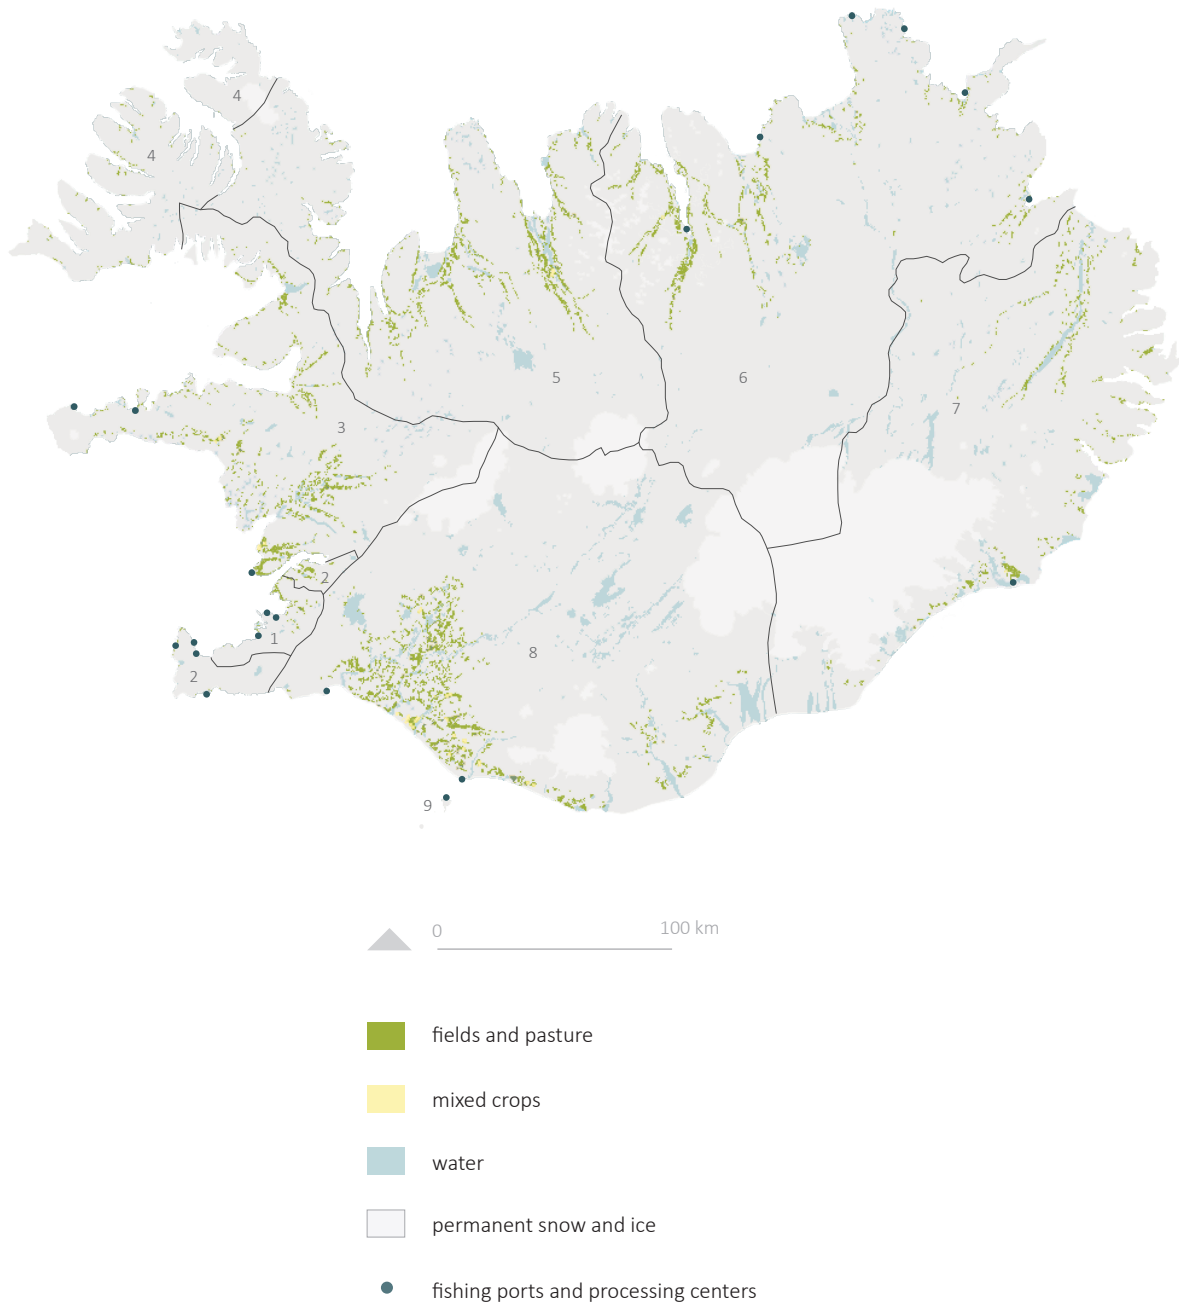 4
4
5
6
7
3
2
1
8
2
9
0
100 km
fields and pasture
mixed crops
water
permanent snow and ice
fishing ports and processing centers